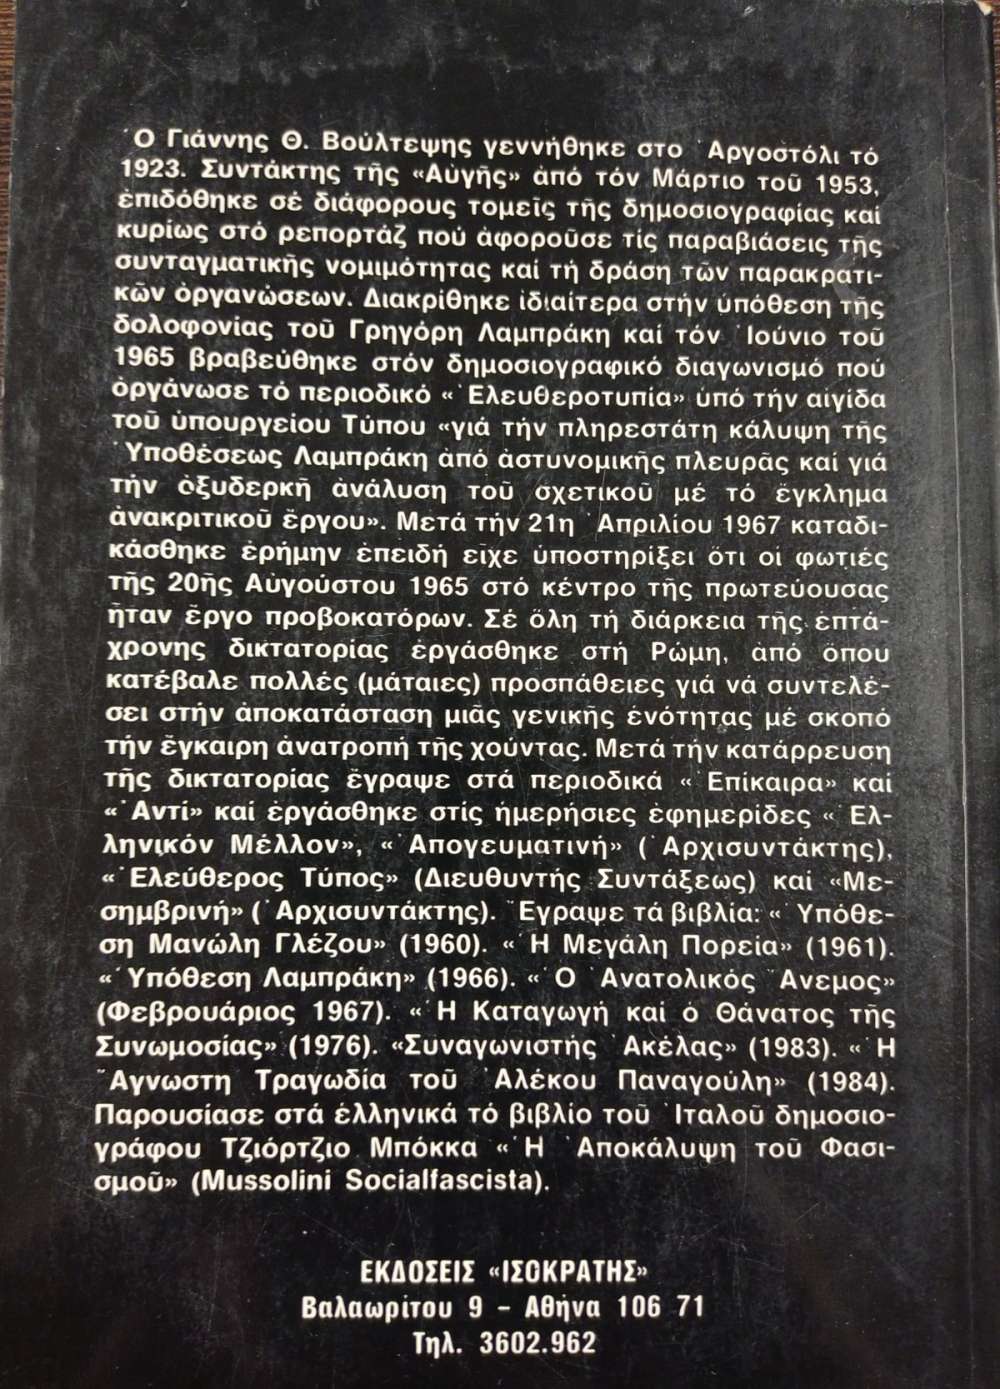 Ὁ Γιάννης Θ. Βούλτεψης γεννήθηκε στο Ἀργοστόλι τό
1923. Συντάκτης τῆς «Αὐγῆς» ἀπό τόν Μάρτιο τοῦ 1953,
ἐπιδόθηκε σέ διάφορους τομεῖς τῆς δημοσιογραφίας καί
κυρίως στό ρεπορτάζ πού ἀφοροῦσε τίς παραβιάσεις τῆς
συνταγματικῆς νομιμότητας καί τή δράση τῶν παρακρατι-
κῶν ὀργανώσεων. Διακρίθηκε ἰδιαίτερα στήν ὑπόθεση τῆς
δολοφονίας τοῦ Γρηγόρη Λαμπράκη καί τόν Ἰούνιο τοῦ
1965 βραβεύθηκε στόν δημοσιογραφικό διαγωνισμό πού
ὀργάνωσε τό περιοδικό «Ἐλευθεροτυπία» ὑπό τήν αἰγίδα
τοῦ ὑπουργείου Τύπου «γιά τήν πληρεστάτη κάλυψη τῆς
Ὑποθέσεως Λαμπράκη ἀπό ἀστυνομικῆς πλευρᾶς καί γιά
τήν ὀξυδερκῆ ἀνάλυση τοῦ σχετικοῦ μέ τό ἔγκλημα
ἀνακριτικοῦ ἔργου». Μετά τήν 21η Ἀπριλίου 1967 καταδι-
κάσθηκε ἐρήμην ἐπειδή εἶχε ὑποστηρίξει ὅτι οἱ φωτιές
τῆς 20ῆς Αὐγούστου 1965 στό κέντρο τῆς πρωτεύουσας
ἦταν ἔργο προβοκατόρων. Σέ ὅλη τή διάρκεια τῆς ἑπτά-
χρονης δικτατορίας ἐργάσθηκε στή Ρώμη, ἀπό ὅπου
κατέβαλε πολλές (μάταιες) προσπάθειες γιά νά συντελέ-
σει στήν ἀποκατάσταση μιᾶς γενικῆς ἑνότητας μέ σκοπό
τήν ἔγκαιρη ἀνατροπή τῆς χούντας. Μετά τήν κατάρρευση
τῆς δικτατορίας ἔγραψε στά περιοδικά «Ἐπίκαιρα» καί
«Ἀντί» καί ἐργάσθηκε στίς ἡμερήσιες ἐφημερίδες «Ἑλ-
ληνικόν Μέλλον», «Ἀπογευματινή» (Ἀρχισυντάκτης),
«Ἐλεύθερος Τύπος» (Διευθυντής Συντάξεως) καί «Με-
σημβρινή» (Ἀρχισυντάκτης). Ἔγραψε τά βιβλία: «Ὑπόθε-
ση Μανώλη Γλέζου» (1960). «Ἡ Μεγάλη Πορεία» (1961).
«Ὑπόθεση Λαμπράκη» (1966). «Ὁ Ἀνατολικός Ἄνεμος»
(Φεβρουάριος 1967). «Ἡ Καταγωγή καί ὁ Θάνατος τῆς
Συνωμοσίας» (1976). «Συναγωνιστής Ἀκέλας» (1983). «Ἡ
Ἄγνωστη Τραγωδία τοῦ Ἀλέκου Παναγούλη» (1984).
Παρουσίασε στά ἑλληνικά τό βιβλίο τοῦ Ἰταλοῦ δημοσιο-
γράφου Τζιόρτζιο Μπόκκα «Ἡ Ἀποκάλυψη τοῦ Φασι-
σμοῦ» (Mussolini Socialfascista).
ΕΚΔΟΣΕΙΣ «ΙΣΟΚΡΑΤΗΣ»
Βαλαωρίτου 9 – Αθήνα 106 71
Τηλ. 3602.962